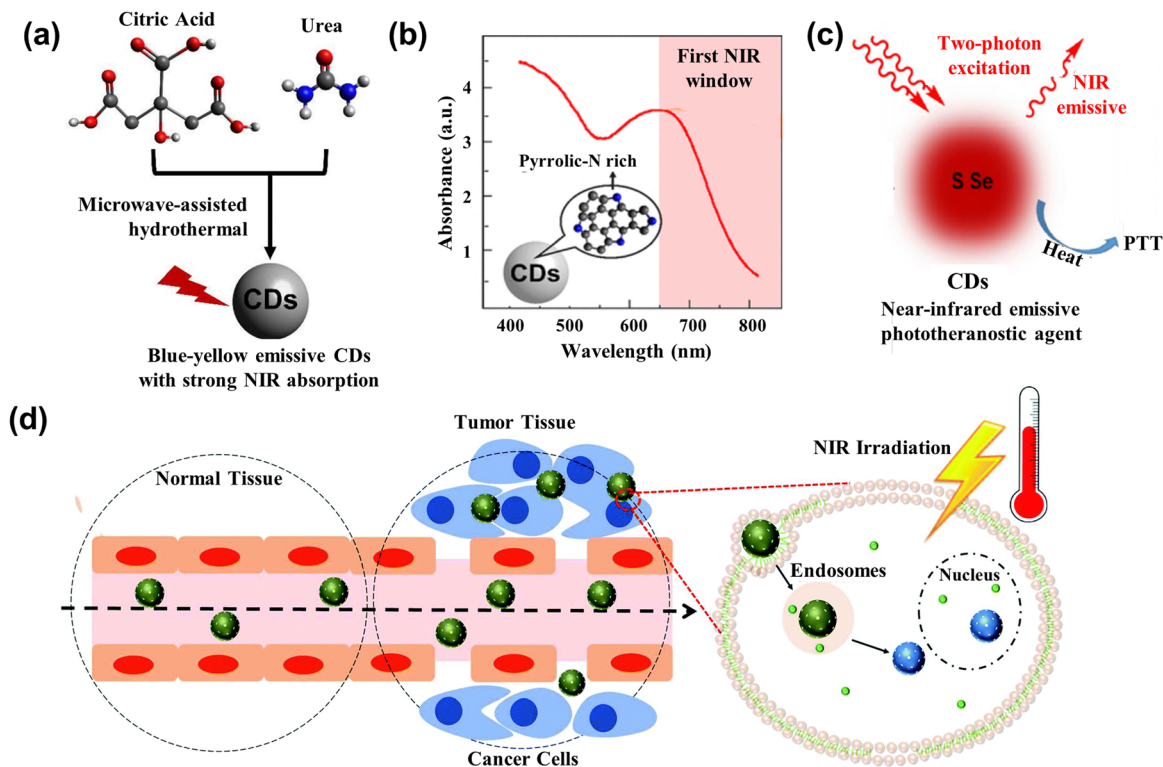 (a)
Citric Acid
Urea
Microwave-assisted
hydrothermal
CDs
Blue-yellow emissive CDs
with strong NIR absorption
(b)
First NIR
window
4
3
2
1
Absorbance (a.u.)
Pyrrolic-N rich
CDs
400
500
600
700
800
Wavelength (nm)
(c)
Two-photon
excitation
NIR
emissive
S Se
Heat
PTT
CDs
Near-infrared emissive
phototheranostic agent
(d)
Normal Tissue
Tumor Tissue
Cancer Cells
NIR Irradiation
Endosomes
Nucleus